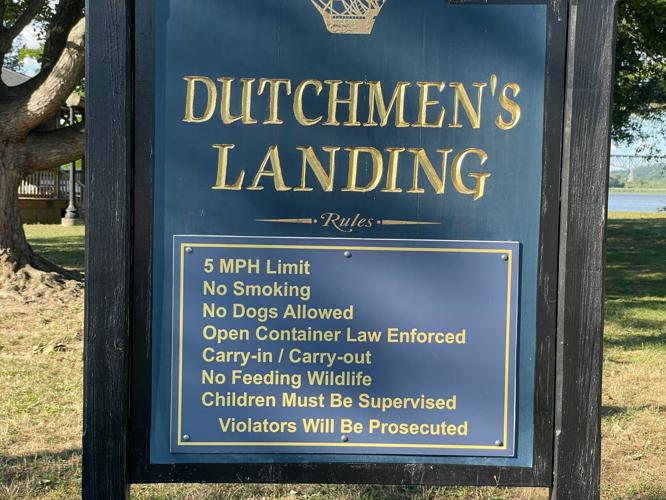 DUTCHMEN'S
LANDING
Rules
5 MPH Limit
No Smoking
No Dogs Allowed
Open Container Law Enforced
Carry-in / Carry-out
No Feeding Wildlife
Children Must Be Supervised
Violators Will Be Prosecuted